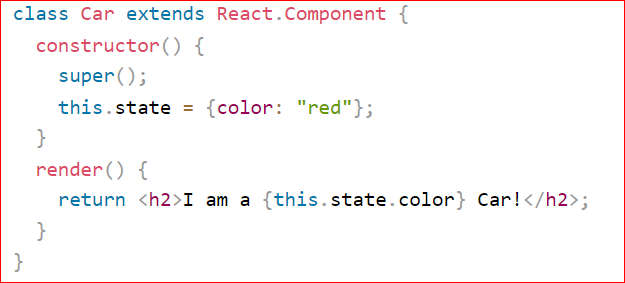 class Car extends React.Component {
  constructor() {
    super();
    this.state = {color: "red"};
  }
  render() {
    return <h2>I am a {this.state.color} Car!</h2>;
  }
}